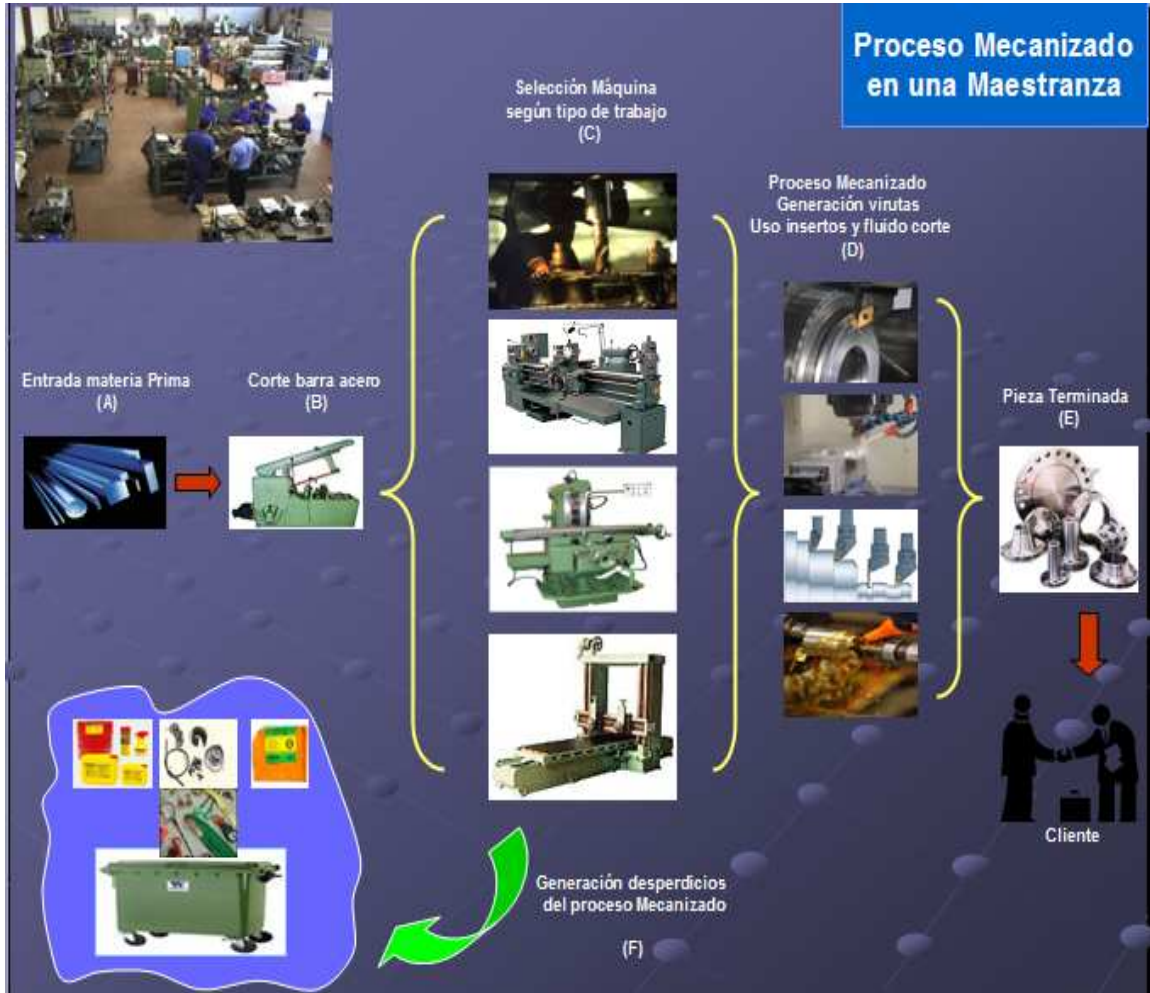 Proceso Mecanizado
en una Maestranza
Selección Máquina
según tipo de trabajo
(C)
Proceso Mecanizado
Generación virutas
Uso insertos y fluido corte
(D)
Entrada materia Prima
(A)
Corte barra acero
(B)
Pieza Terminada
(E)
Cliente
Generación desperdicios
del proceso Mecanizado
(F)